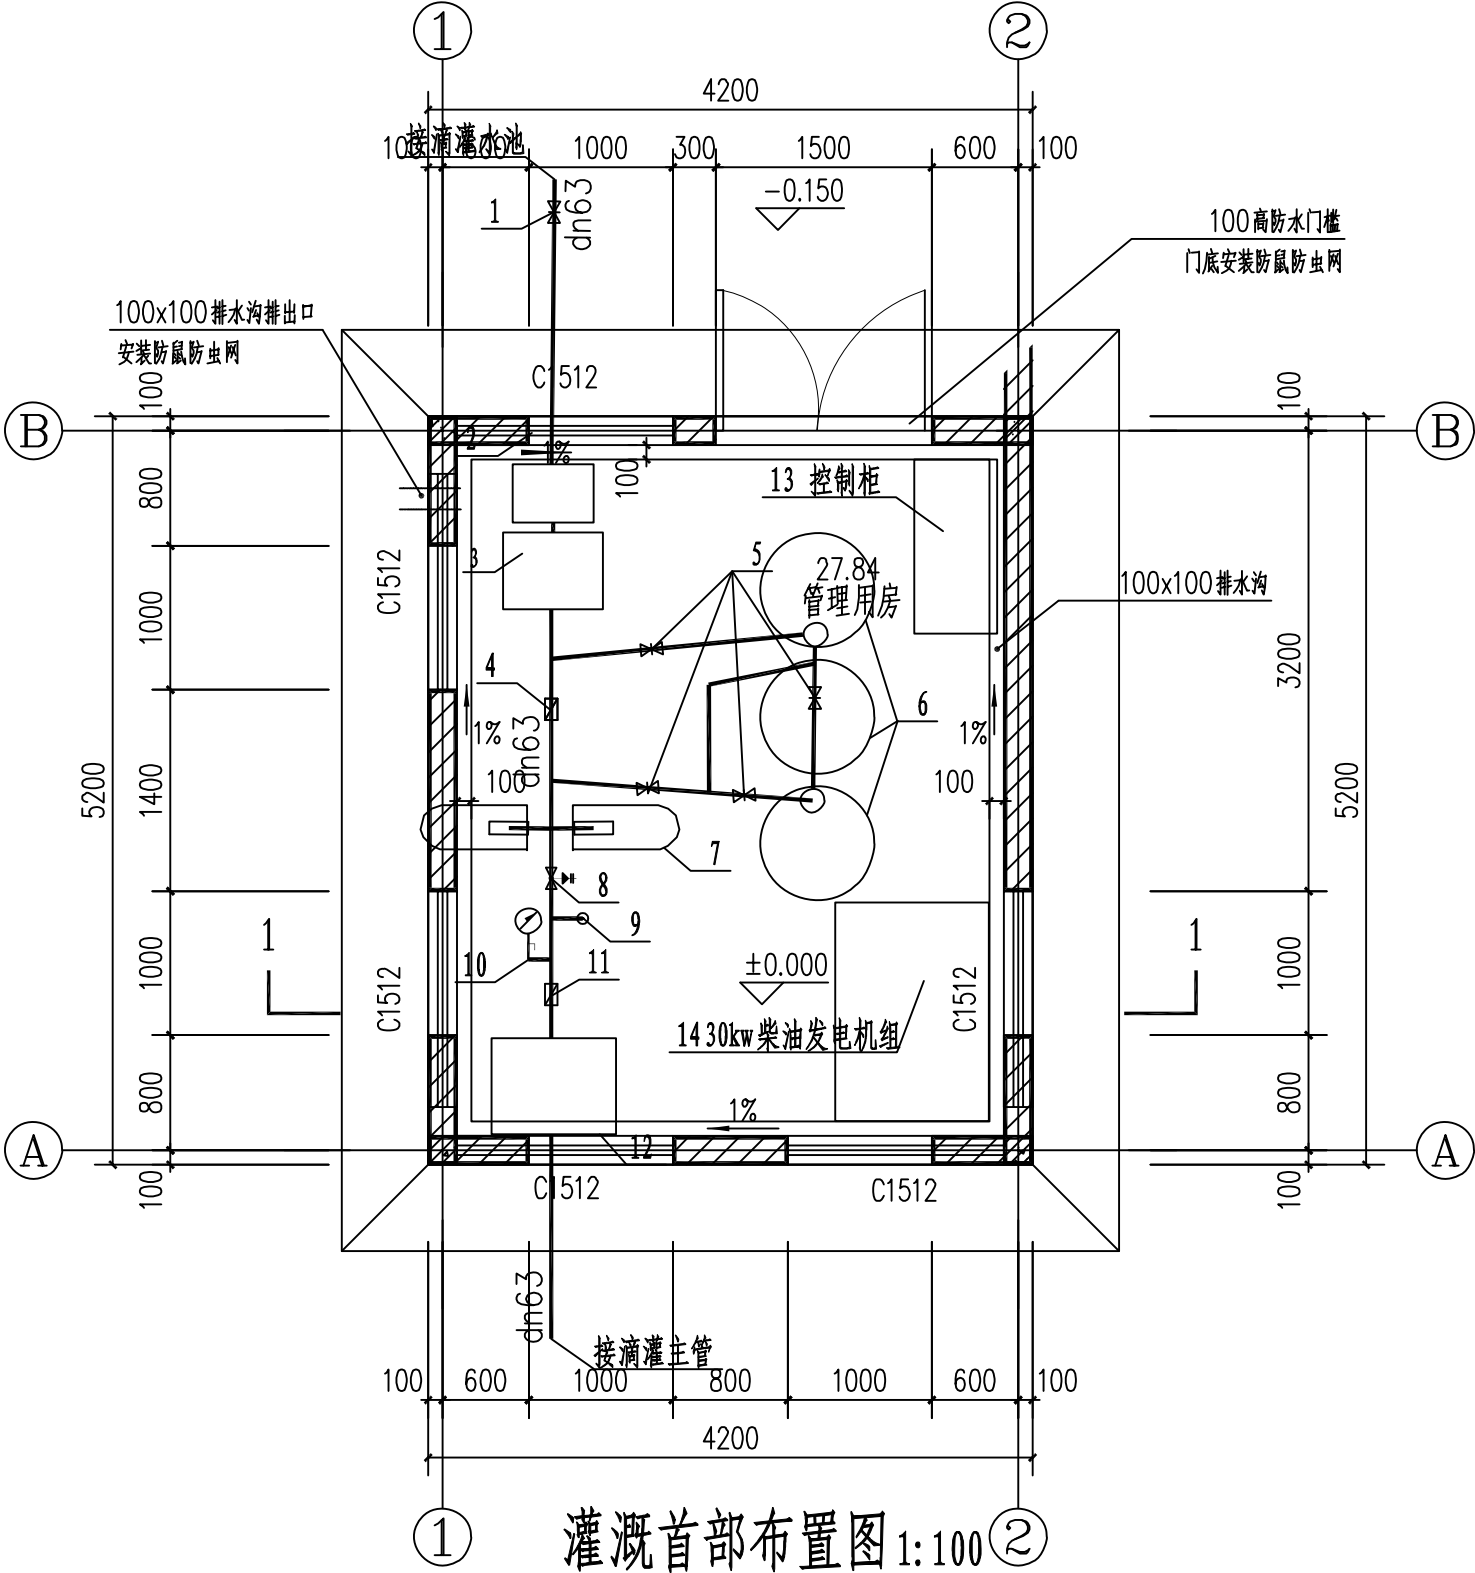 1
2
4200
接滴灌水池
100
600
1000
300
1500
600
100
dn63
1
-0.150
100高防水门槛
门底安装防鼠防虫网
100x100排水沟排出口
安装防鼠防虫网
C1512
100
100
B
B
2
1%
100
13 控制柜
800
3
5
27.84
管理用房
100x100排水沟
C1512
1000
3200
4
6
1%
dn63
1%
100
100
5200
1400
5200
7
8
9
1
1
10
11
±0.000
C1512
1000
C1512
1000
14 30kw柴油发电机组
800
800
1%
12
A
A
100
100
C1512
C1512
dn63
接滴灌主管
100
600
1000
800
1000
600
100
4200
灌溉首部布置图 1:100
1
2